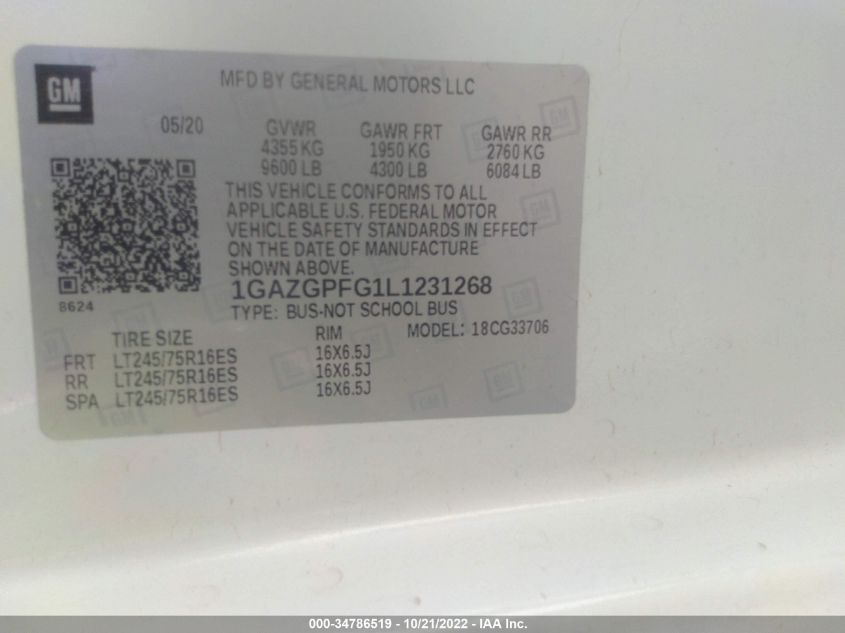 GM
MFD BY GENERAL MOTORS LLC
05/20 GVWR GAWR FRT GAWR RR
4355 KG 1950 KG 2760 KG
9600 LB 4300 LB 6084 LB
THIS VEHICLE CONFORMS TO ALL
APPLICABLE U.S. FEDERAL MOTOR
VEHICLE SAFETY STANDARDS IN EFFECT
ON THE DATE OF MANUFACTURE
SHOWN ABOVE.
8624
1GAZGPFG1L1231268
TYPE: BUS-NOT SCHOOL BUS
TIRE SIZE RIM MODEL: 18CG33706
FRT LT245/75R16ES 16X6.5J
RR LT245/75R16ES 16X6.5J
SPA LT245/75R16ES 16X6.5J
000-34786519 - 10/21/2022 - IAA Inc.